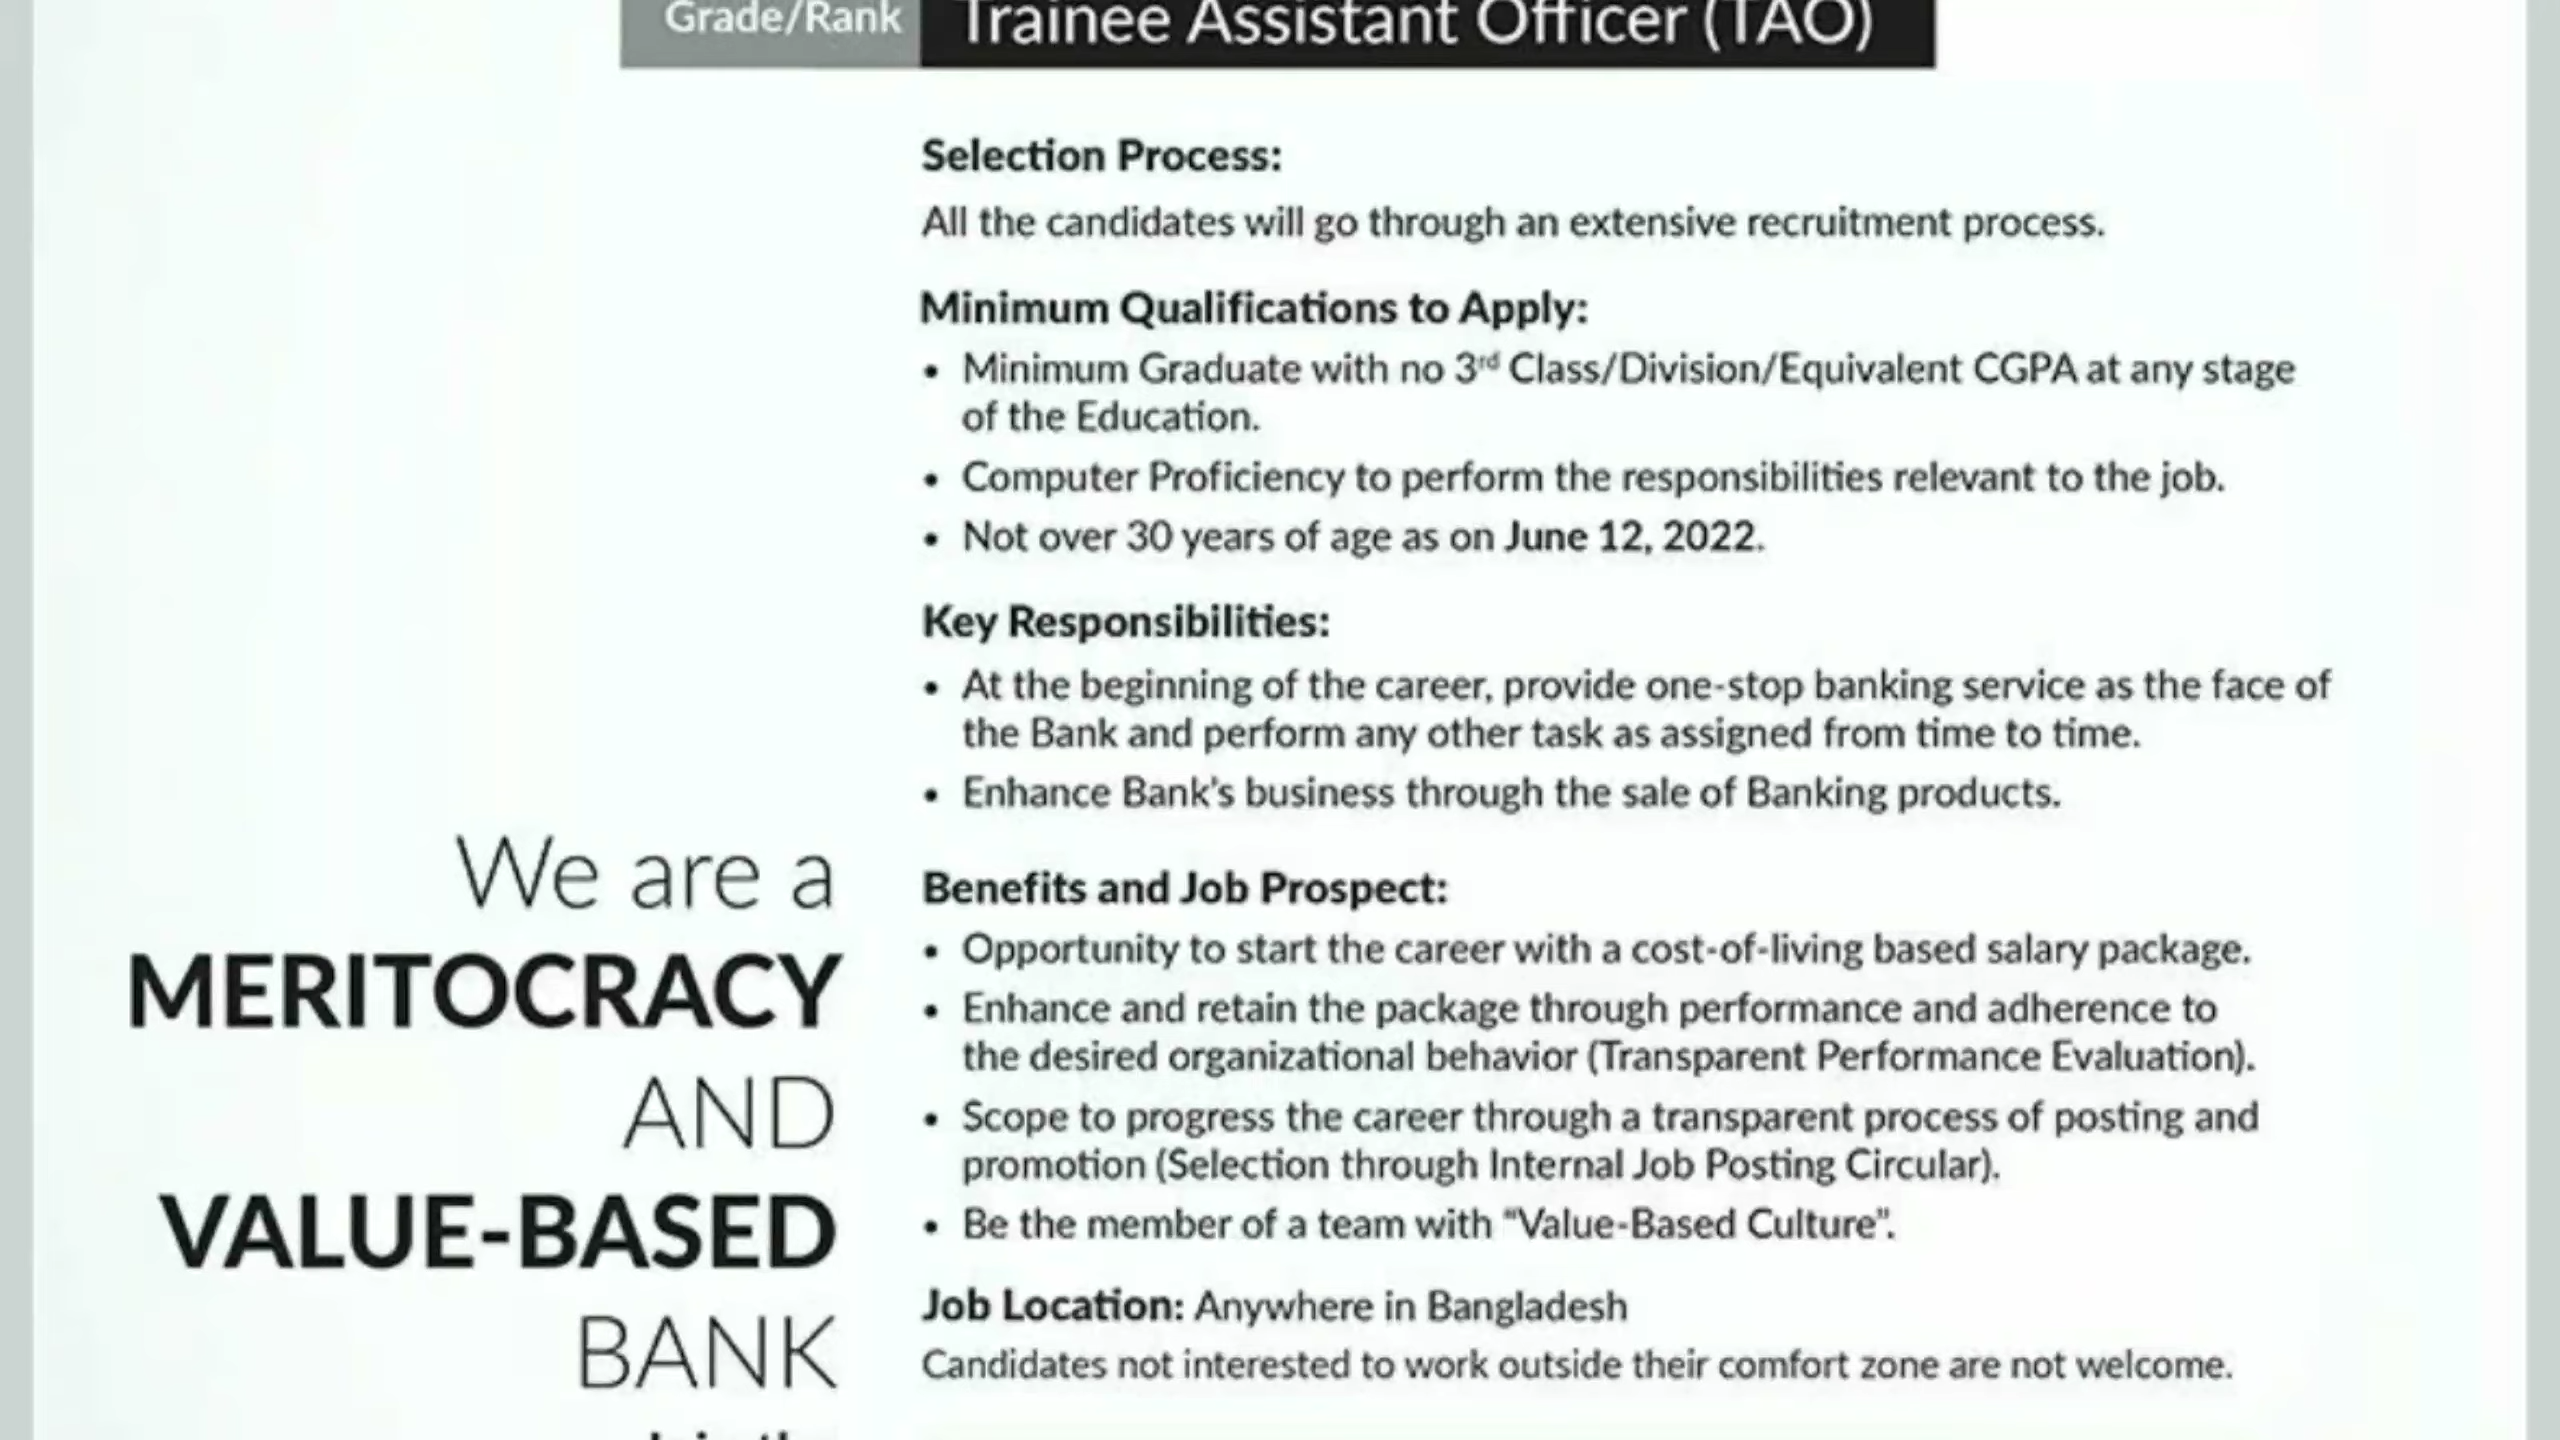 Grade/Rank Trainee Assistant Officer (TAO)
Selection Process:
All the candidates will go through an extensive recruitment process.
Minimum Qualifications to Apply:
• Minimum Graduate with no 3rd Class/Division/Equivalent CGPA at any stage
of the Education.
• Computer Proficiency to perform the responsibilities relevant to the job.
• Not over 30 years of age as on June 12, 2022.
Key Responsibilities:
• At the beginning of the career, provide one-stop banking service as the face of
the Bank and perform any other task as assigned from time to time.
• Enhance Bank's business through the sale of Banking products.
Benefits and Job Prospect:
• Opportunity to start the career with a cost-of-living based salary package.
• Enhance and retain the package through performance and adherence to
the desired organizational behavior (Transparent Performance Evaluation).
• Scope to progress the career through a transparent process of posting and
promotion (Selection through Internal Job Posting Circular).
• Be the member of a team with “Value-Based Culture”.
Job Location: Anywhere in Bangladesh
Candidates not interested to work outside their comfort zone are not welcome.
We are a
MERITOCRACY
AND
VALUE-BASED
BANK